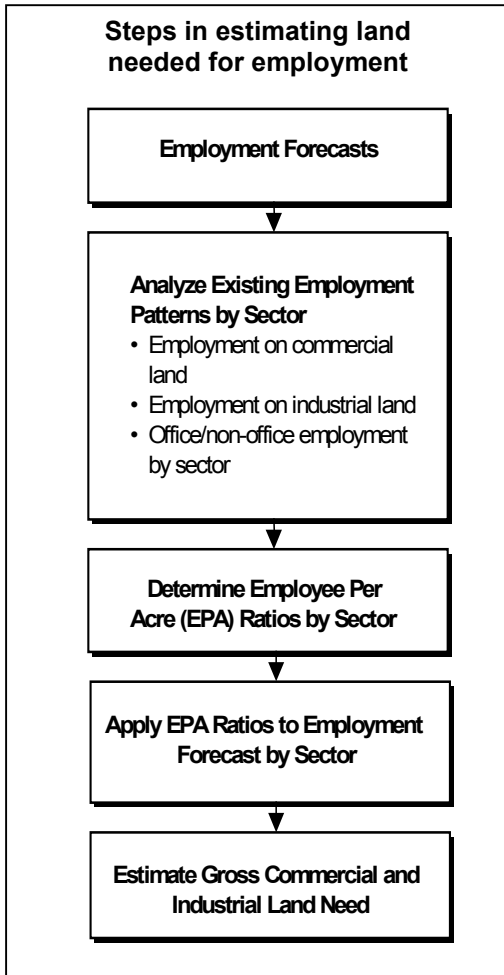 Steps in estimating land
needed for employment
Employment Forecasts
Analyze Existing Employment
Patterns by Sector
• Employment on commercial
land
• Employment on industrial land
• Office/non-office employment
by sector
Determine Employee Per
Acre (EPA) Ratios by Sector
Apply EPA Ratios to Employment
Forecast by Sector
Estimate Gross Commercial and
Industrial Land Need